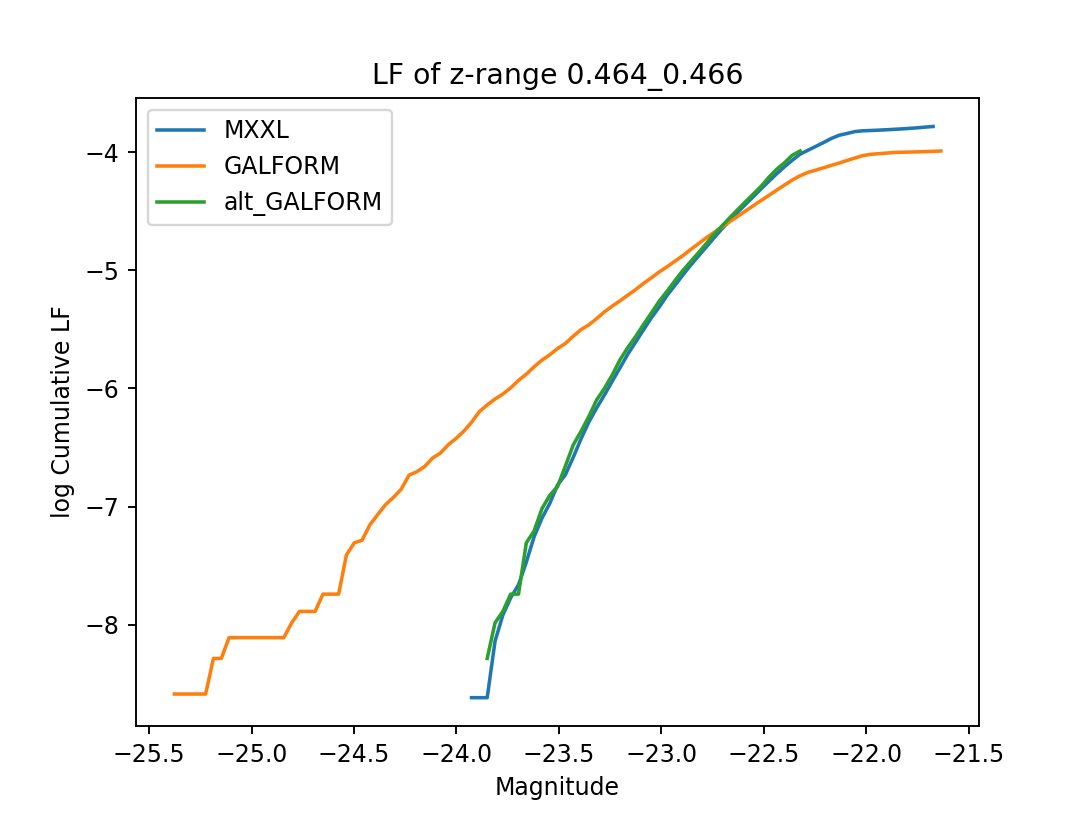 LF of z-range 0.464_0.466
MXXL
GALFORM
alt_GALFORM
log Cumulative LF
−4
−5
−6
−7
−8
−25.5 −25.0 −24.5 −24.0 −23.5 −23.0 −22.5 −22.0 −21.5
Magnitude